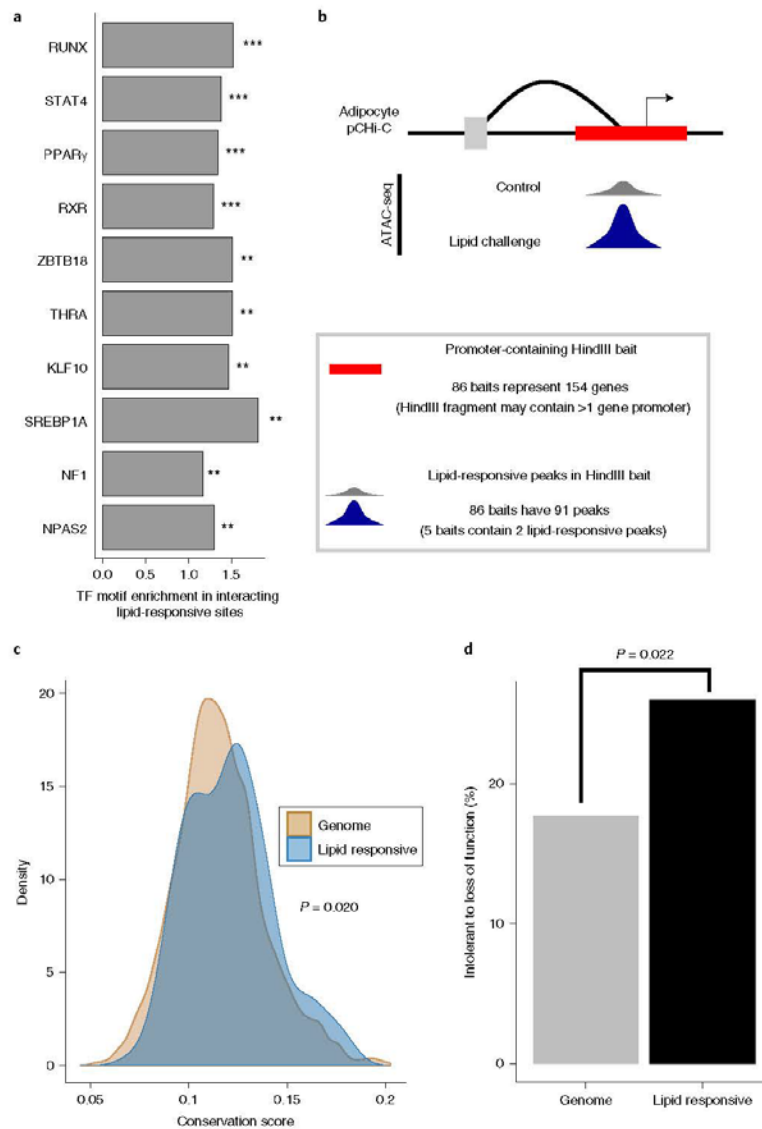 a
RUNX
***
STAT4
***
PPARγ
***
RXR
***
ZBTB18
**
THRA
**
KLF10
**
SREBP1A
**
NF1
**
NPAS2
**
0.0 0.5 1.0 1.5
TF motif enrichment in interacting
lipid-responsive sites
b
Adipocyte
pCHi-C
ATAC-seq
Control
Lipid challenge
Promoter-containing HindIII bait
86 baits represent 154 genes
(HindIII fragment may contain >1 gene promoter)
Lipid-responsive peaks in HindIII bait
86 baits have 91 peaks
(5 baits contain 2 lipid-responsive peaks)
c
Density
20
15
10
5
0
Genome
Lipid responsive
P = 0.020
0.05 0.1 0.15 0.2
Conservation score
d
P = 0.022
Intolerant to loss of function (%)
20
10
0
Genome Lipid responsive